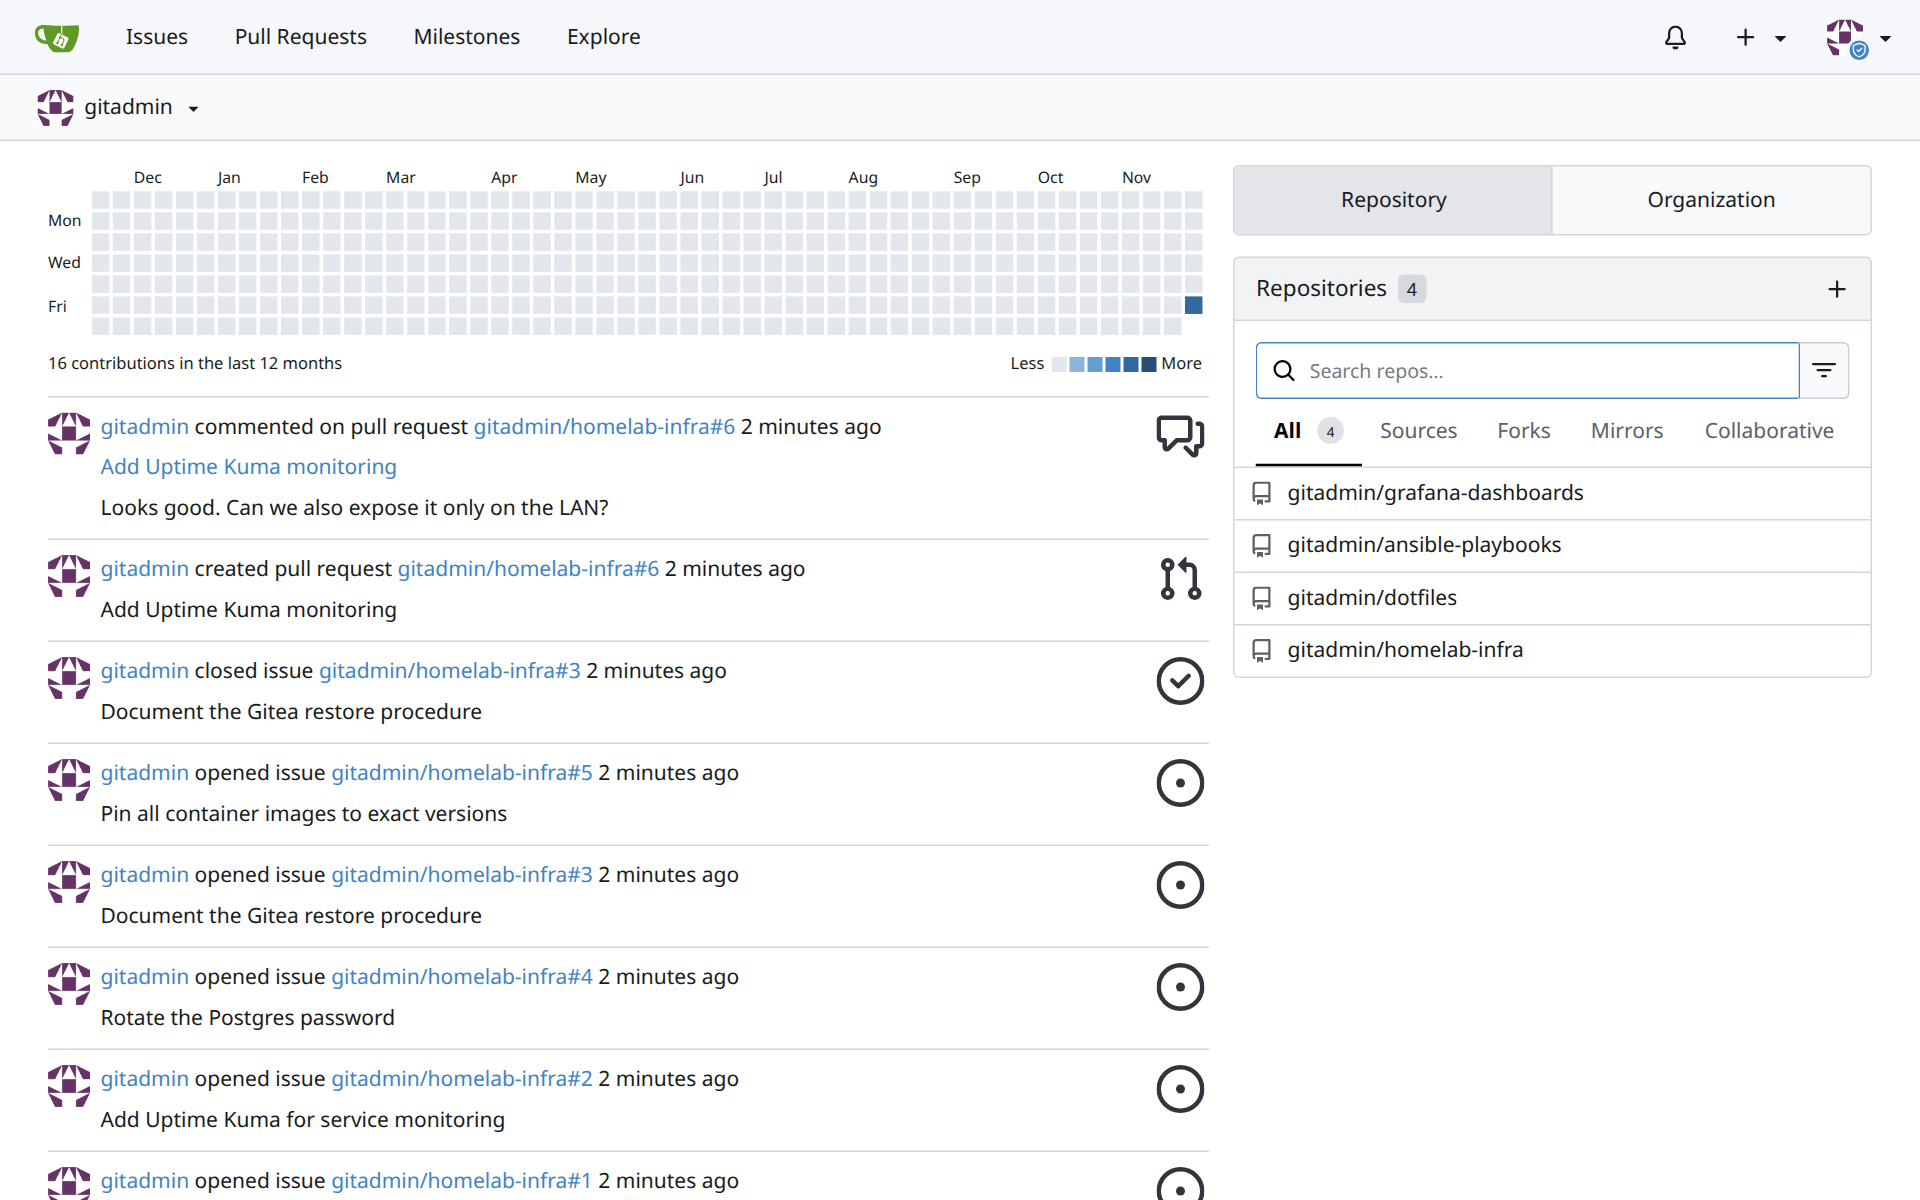 Issues Pull Requests Milestones Explore
gitadmin
Dec Jan Feb Mar Apr May Jun Jul Aug Sep Oct Nov
Mon
Wed
Fri
16 contributions in the last 12 months
Less More
gitadmin commented on pull request gitadmin/homelab-infra#6 2 minutes ago
Add Uptime Kuma monitoring
Looks good. Can we also expose it only on the LAN?
gitadmin created pull request gitadmin/homelab-infra#6 2 minutes ago
Add Uptime Kuma monitoring
gitadmin closed issue gitadmin/homelab-infra#3 2 minutes ago
Document the Gitea restore procedure
gitadmin opened issue gitadmin/homelab-infra#5 2 minutes ago
Pin all container images to exact versions
gitadmin opened issue gitadmin/homelab-infra#3 2 minutes ago
Document the Gitea restore procedure
gitadmin opened issue gitadmin/homelab-infra#4 2 minutes ago
Rotate the Postgres password
gitadmin opened issue gitadmin/homelab-infra#2 2 minutes ago
Add Uptime Kuma for service monitoring
gitadmin opened issue gitadmin/homelab-infra#1 2 minutes ago
Repository Organization
Repositories 4
Search repos...
All 4 Sources Forks Mirrors Collaborative
gitadmin/grafana-dashboards
gitadmin/ansible-playbooks
gitadmin/dotfiles
gitadmin/homelab-infra